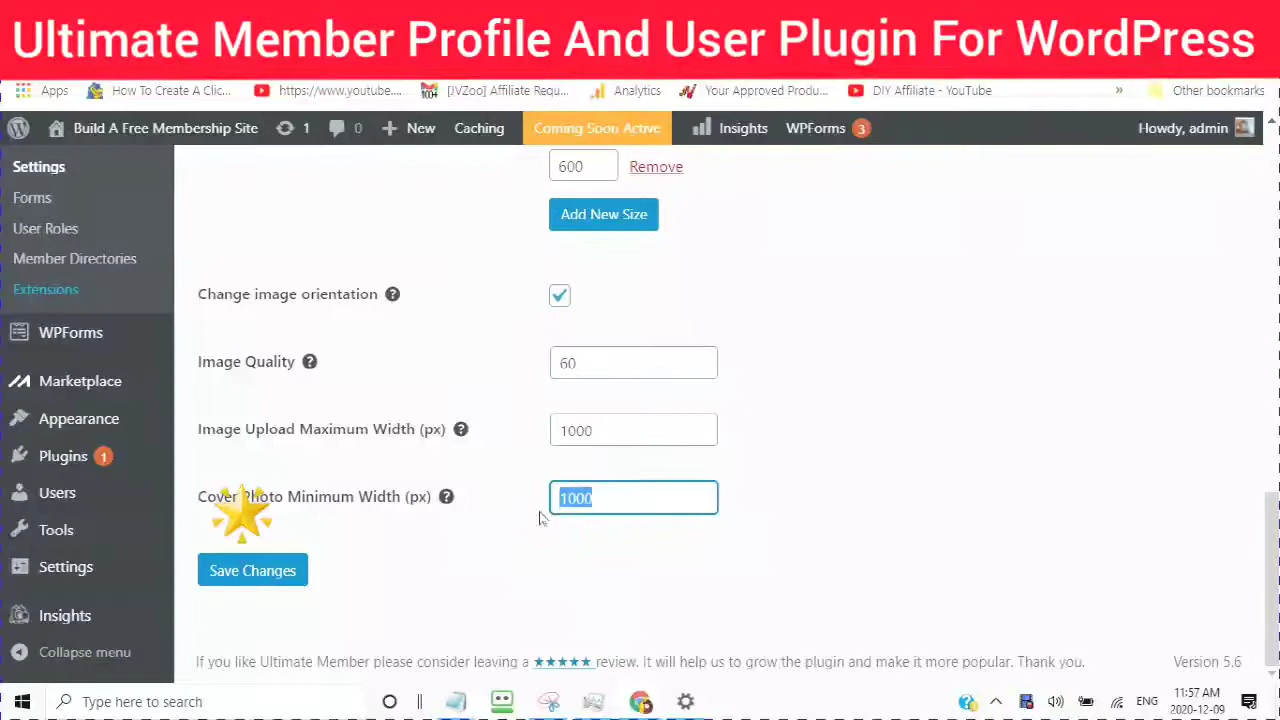 Ultimate Member Profile And User Plugin For WordPress
Apps How To Create A Clic... https://www.youtube.... 100+ [JVZoo] Affiliate Requ... Analytics Your Approved Produ... DIY Affiliate - YouTube » Other bookmarks
Build A Free Membership Site 1 0 New Caching Coming Soon Active Insights WPForms 3 Howdy, admin
Settings
Forms
User Roles
Member Directories
Extensions
WPForms
Marketplace
Appearance
Plugins 1
Users
Tools
Settings
Insights
Collapse menu
600 Remove
Add New Size
Change image orientation ?
Image Quality ? 60
Image Upload Maximum Width (px) ? 1000
Cover Photo Minimum Width (px) ? 1000
Save Changes
If you like Ultimate Member please consider leaving a ★★★★★ review. It will help us to grow the plugin and make it more popular. Thank you. Version 5.6
Type here to search ENG 11:57 AM
2020-12-09